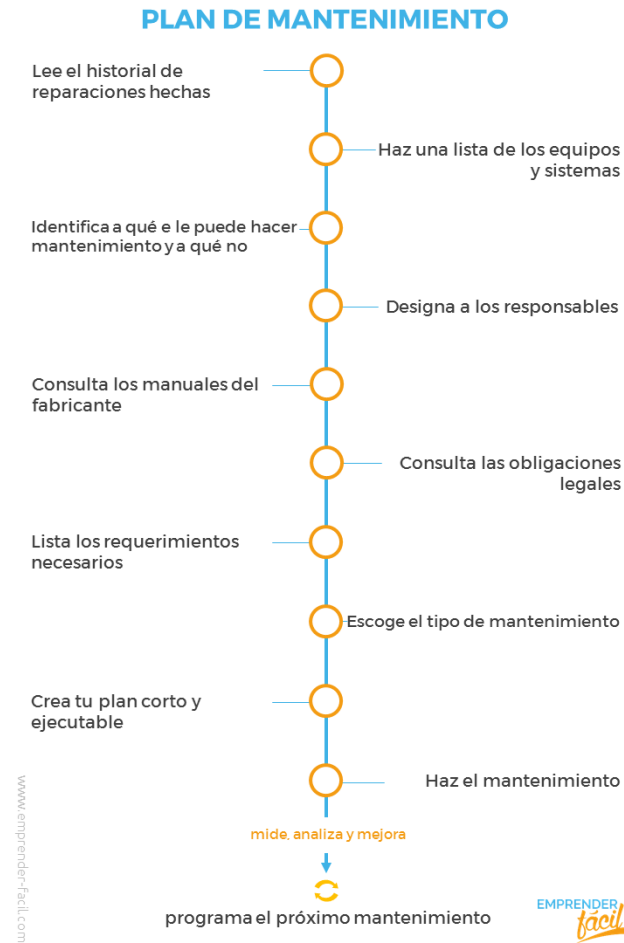 PLAN DE MANTENIMIENTO
Lee el historial de
reparaciones hechas
Haz una lista de los equipos
y sistemas
Identifica a qué e le puede hacer
mantenimiento y a qué no
Designa a los responsables
Consulta los manuales del
fabricante
Consulta las obligaciones
legales
Lista los requerimientos
necesarios
Escoge el tipo de mantenimiento
Crea tu plan corto y
ejecutable
Haz el mantenimiento
mide, analiza y mejora
programa el próximo mantenimiento
www.emprender-facil.com
EMPRENDER
fácil